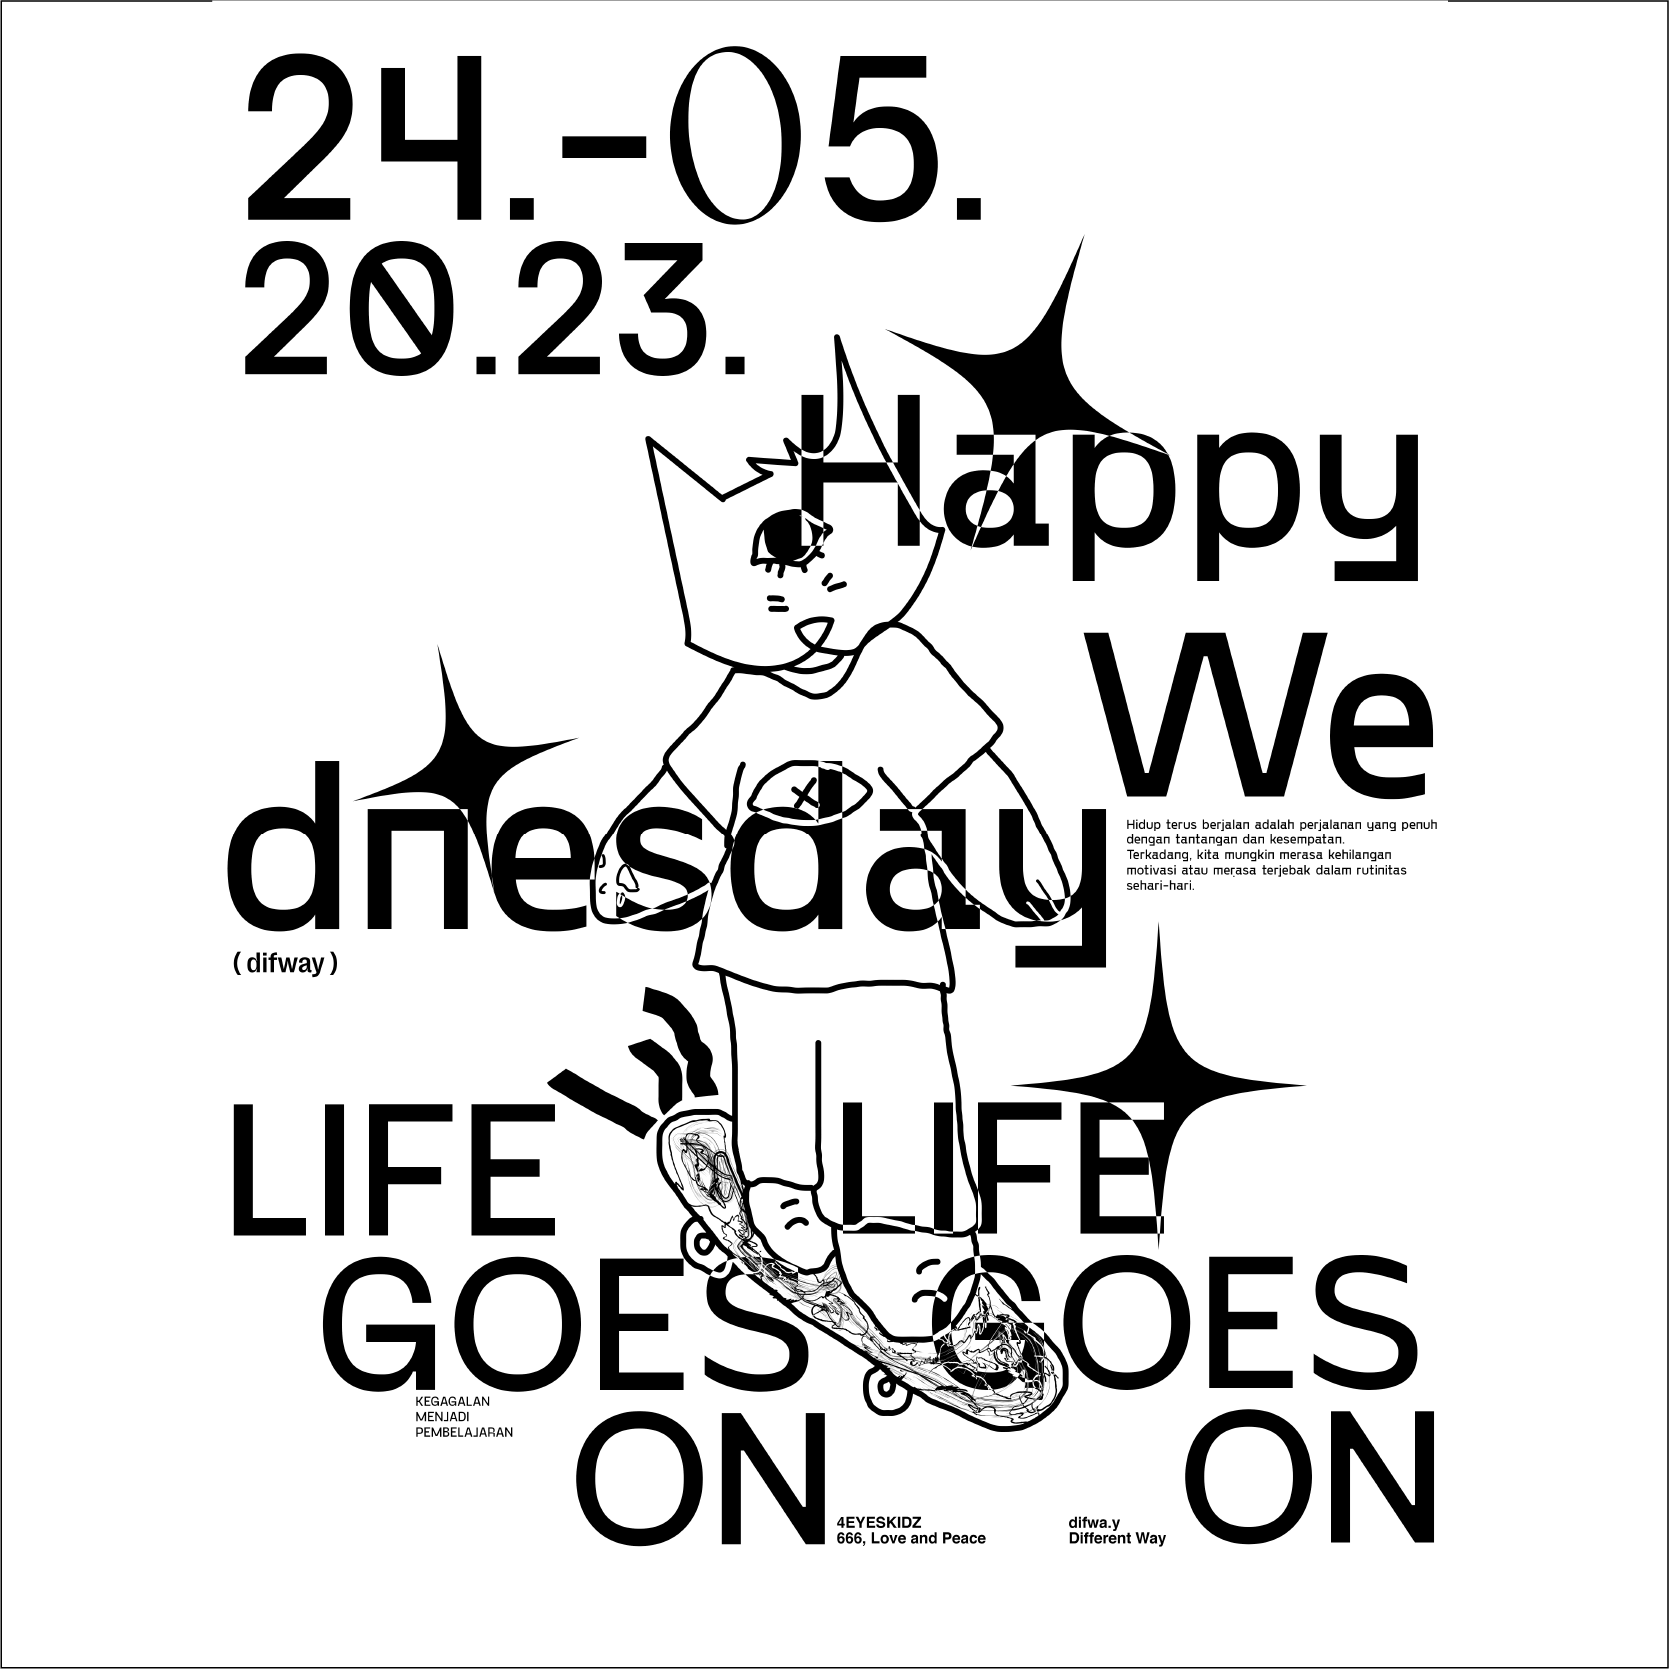 24.-05.
20.23.
Happy
We
dnesday
Hidup terus berjalan adalah perjalanan yang penuh
dengan tantangan dan kesempatan.
Terkadang, kita mungkin merasa kehilangan
motivasi atau merasa terjebak dalam rutinitas
sehari-hari.
( difway )
LIFE LIFE
GOES GOES
KEGAGALAN
MENJADI
PEMBELAJARAN
ON ON
4EYESKIDZ
666, Love and Peace
difwa.y
Different Way